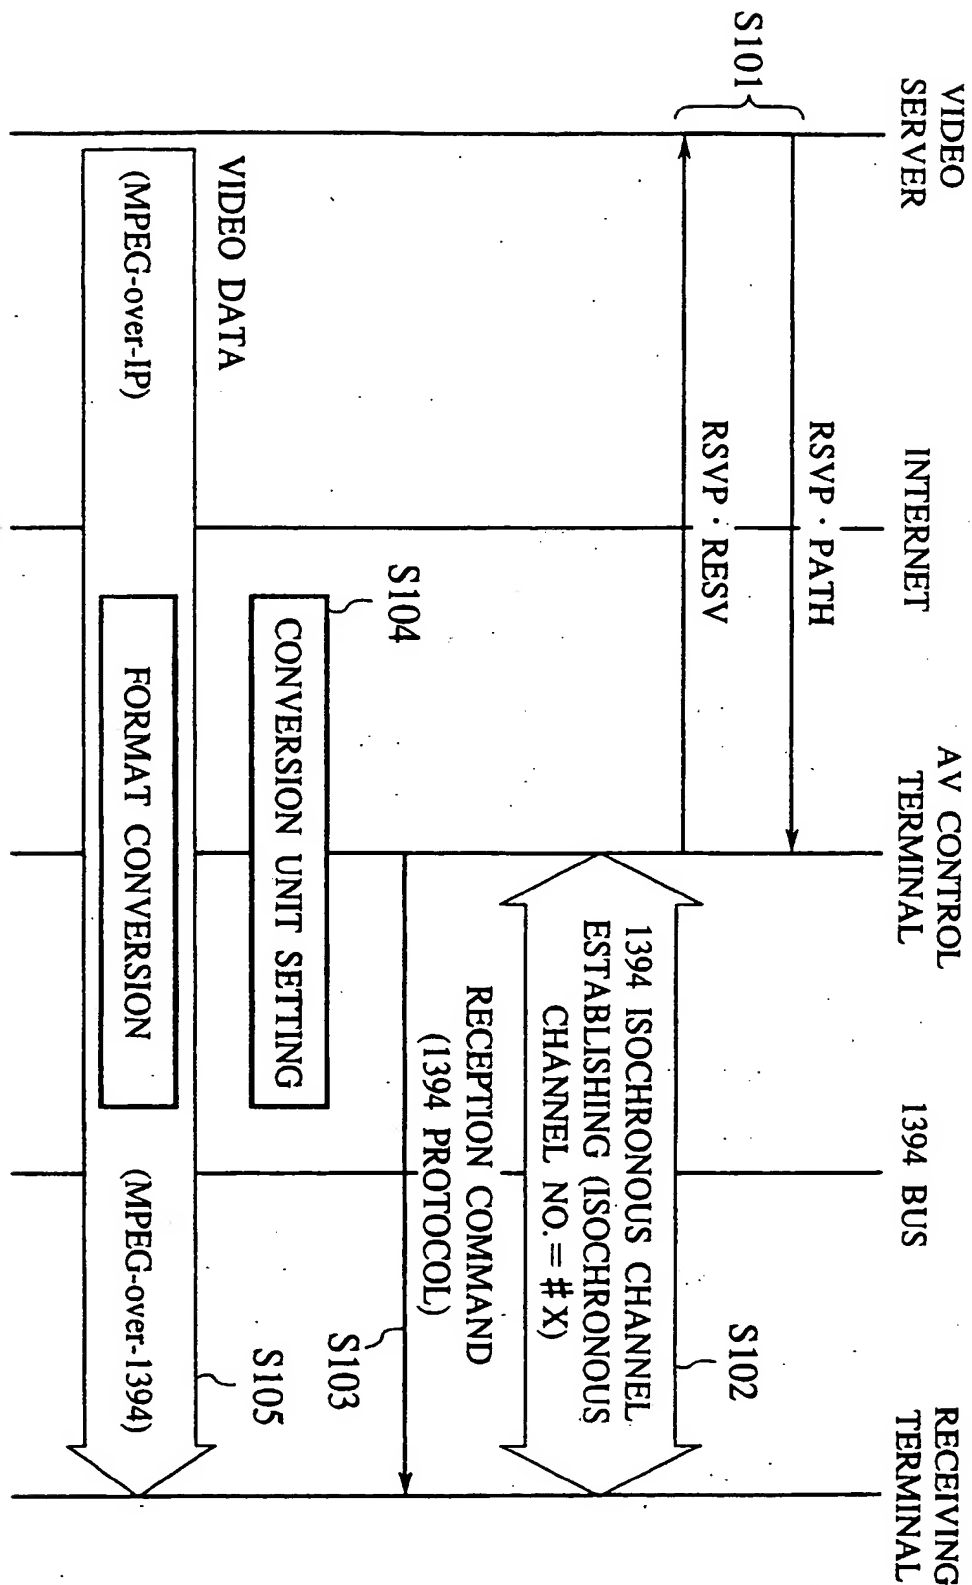 VIDEO
SERVER
INTERNET
AV CONTROL
TERMINAL
1394 BUS
RECEIVING
TERMINAL
S101
RSVP · PATH
RSVP · RESV
1394 ISOCHRONOUS CHANNEL
ESTABLISHING (ISOCHRONOUS
CHANNEL NO.=#X)
S102
RECEPTION COMMAND
(1394 PROTOCOL)
S103
S104
CONVERSION UNIT SETTING
VIDEO DATA
S105
(MPEG-over-IP)
FORMAT CONVERSION
(MPEG-over-1394)